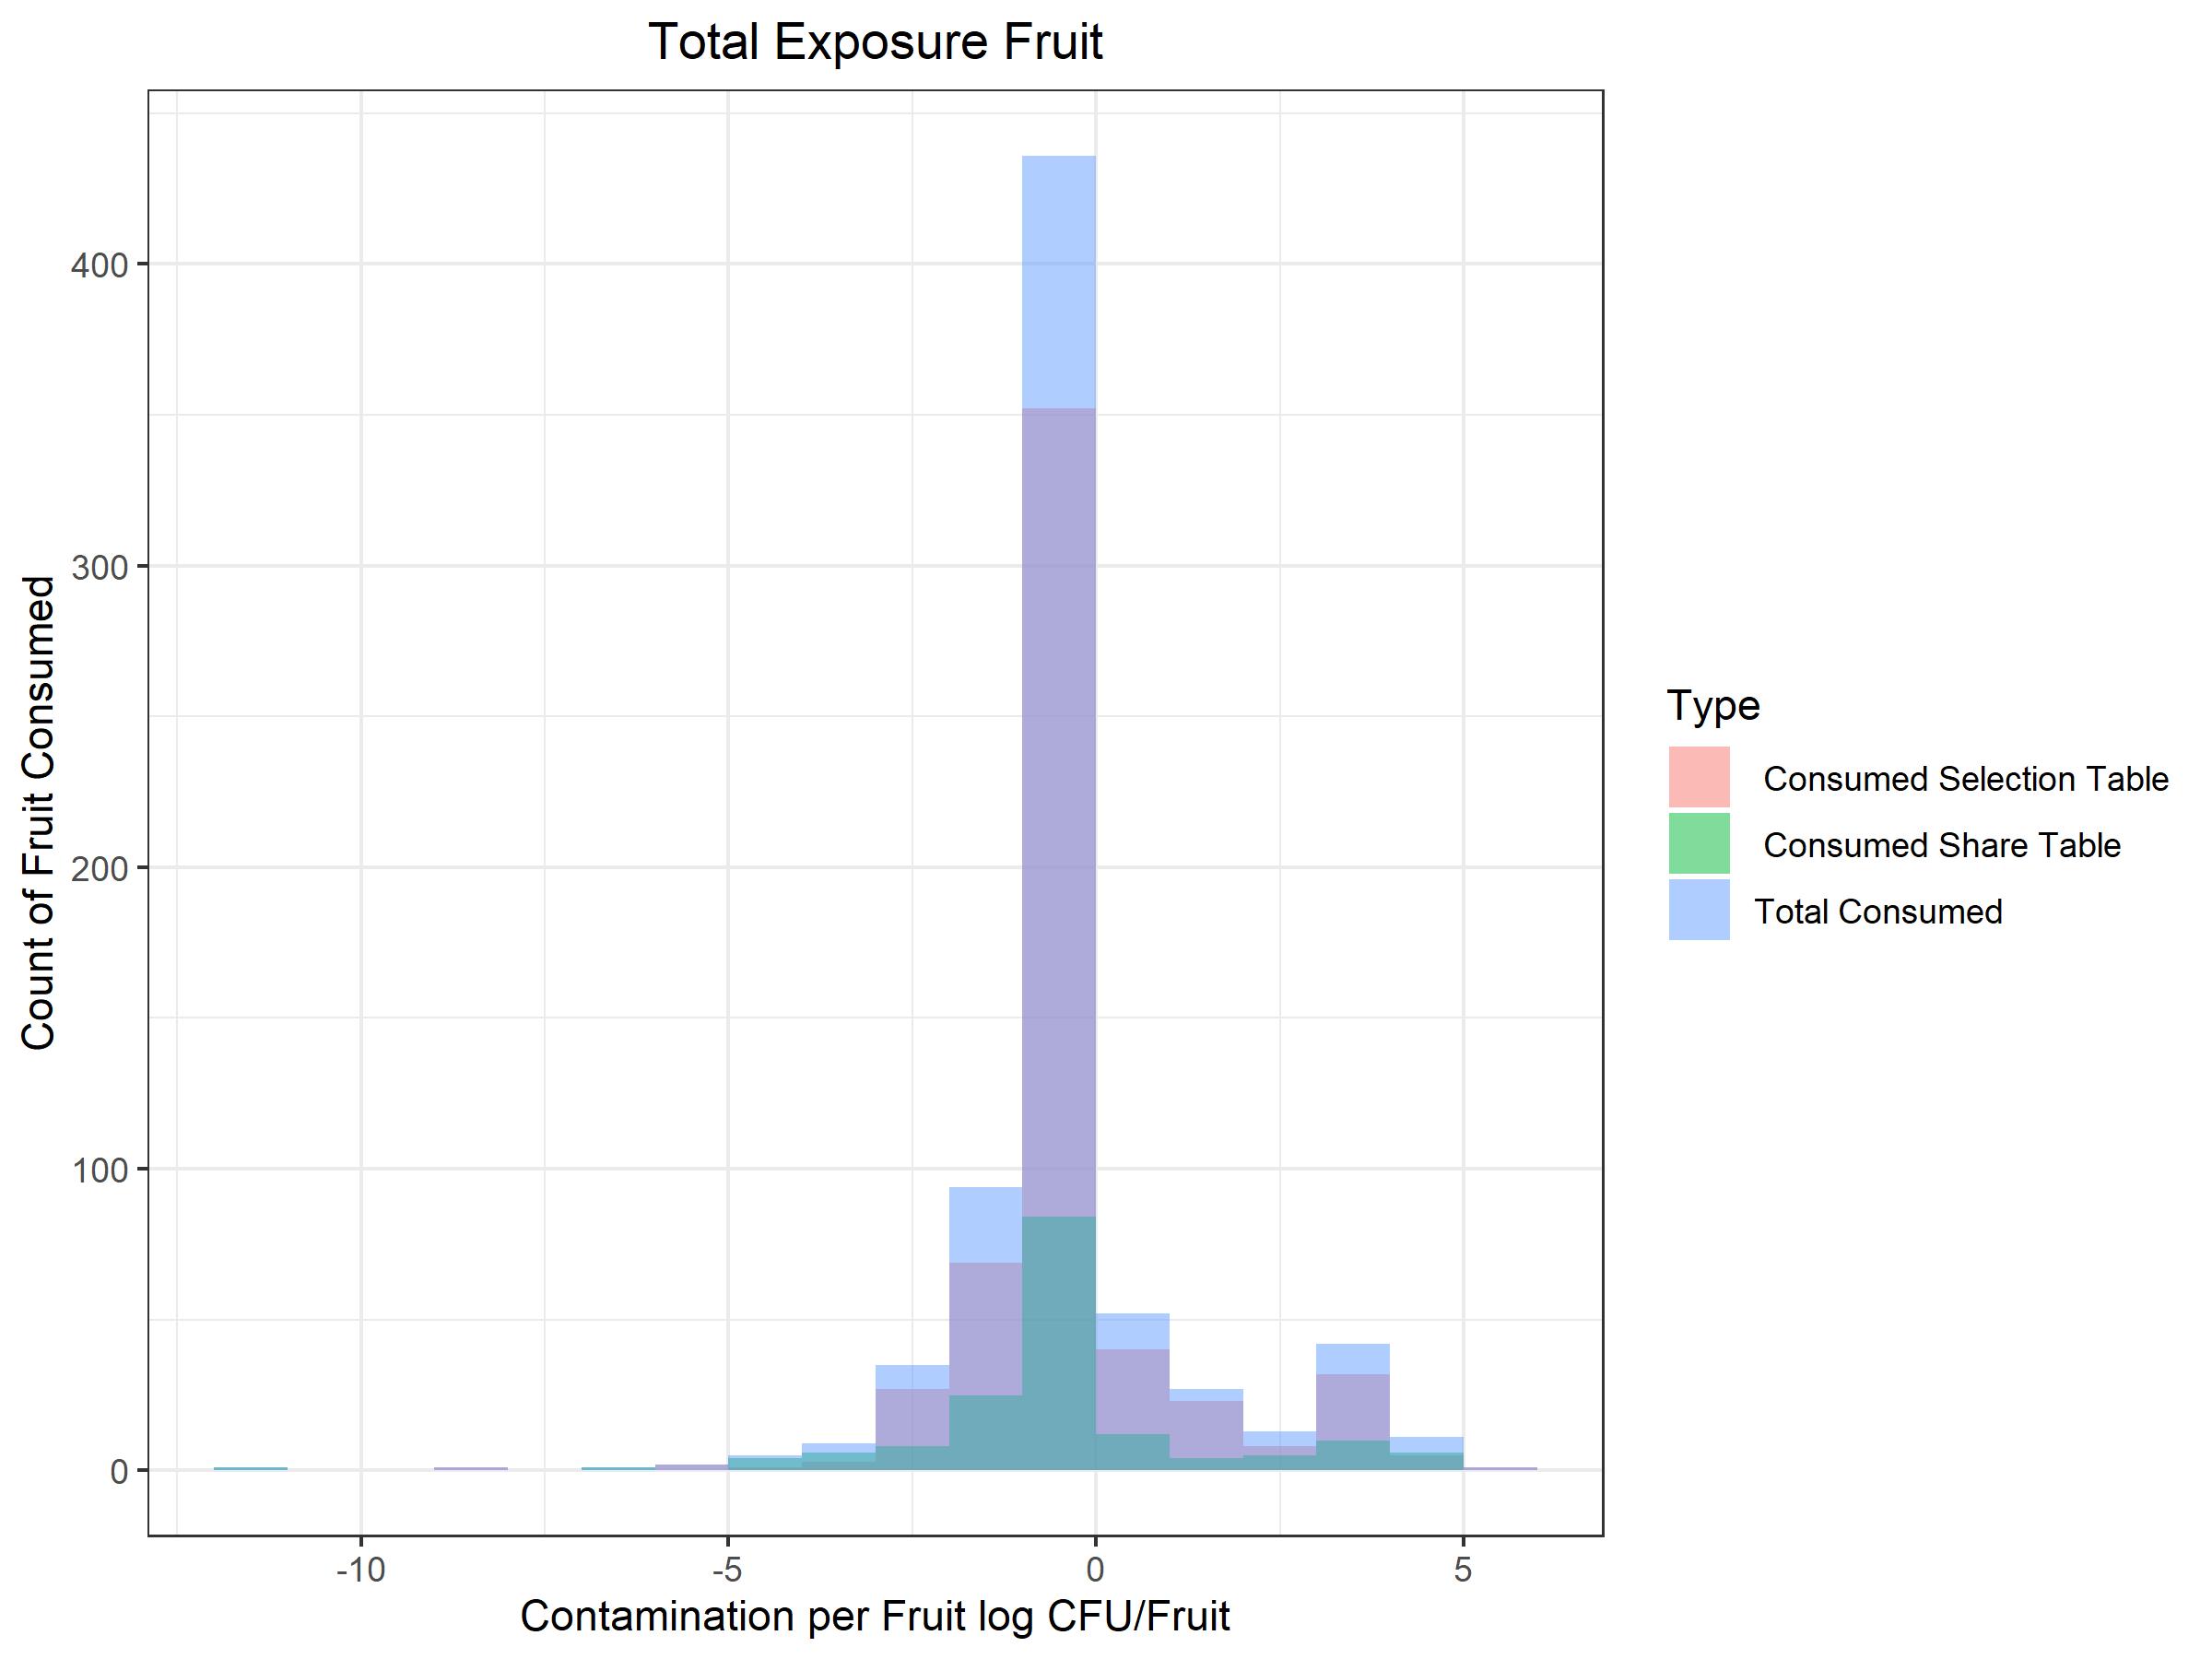 Total Exposure Fruit
Count of Fruit Consumed
400
300
200
100
0
-10
-5
0
5
Contamination per Fruit log CFU/Fruit
Type
Consumed Selection Table
Consumed Share Table
Total Consumed